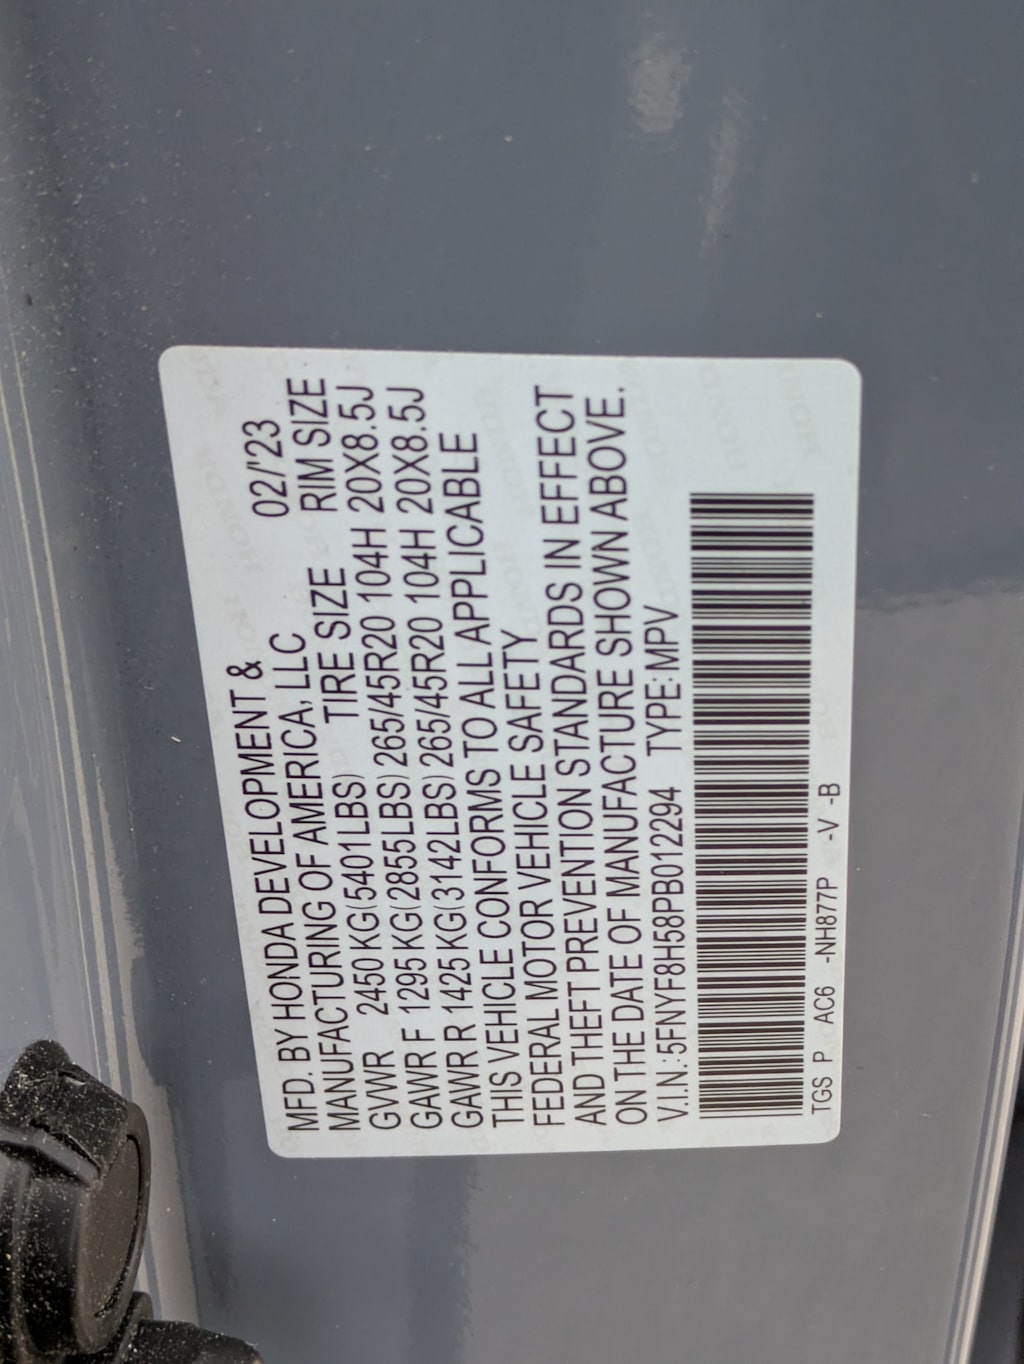 MFD. BY HONDA DEVELOPMENT &
MANUFACTURING OF AMERICA, LLC 02/'23
GVWR 2450 KG(5401LBS) TIRE SIZE RIM SIZE
GAWR F 1295 KG(2855LBS) 265/45R20 104H 20X8.5J
GAWR R 1425 KG(3142LBS) 265/45R20 104H 20X8.5J
THIS VEHICLE CONFORMS TO ALL APPLICABLE
FEDERAL MOTOR VEHICLE SAFETY
AND THEFT PREVENTION STANDARDS IN EFFECT
ON THE DATE OF MANUFACTURE SHOWN ABOVE.
V.I.N.:5FNYF8H58PB012294 TYPE:MPV
TGS P AC6 -NH877P -V -B